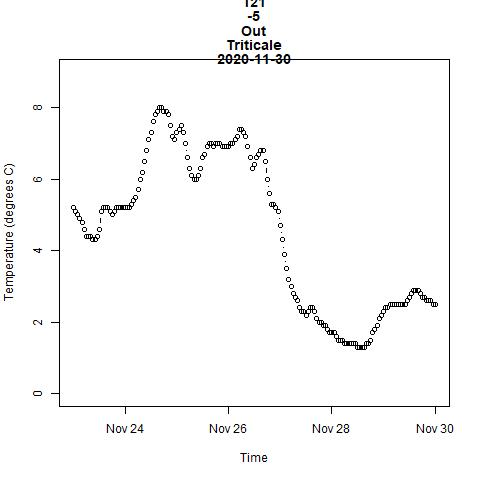 121
-5
Out
Triticale
2020-11-30
Temperature (degrees C)
8
6
4
2
0
Nov 24
Nov 26
Nov 28
Nov 30
Time